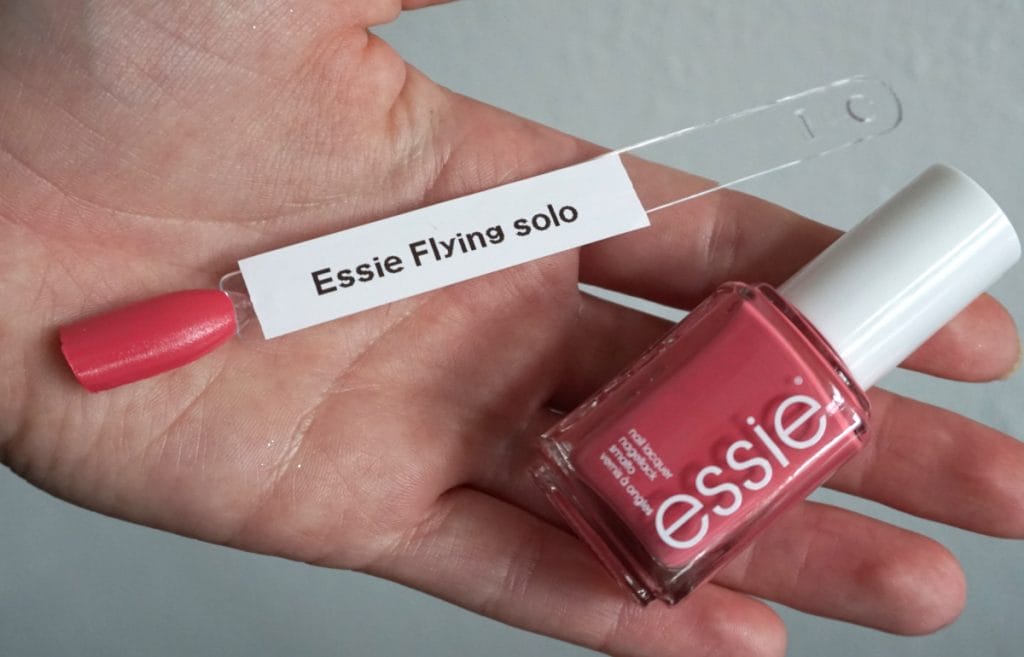 Essie Flying solo
essie®
nail lacquer
nagellack
smalto
vernis à ongles